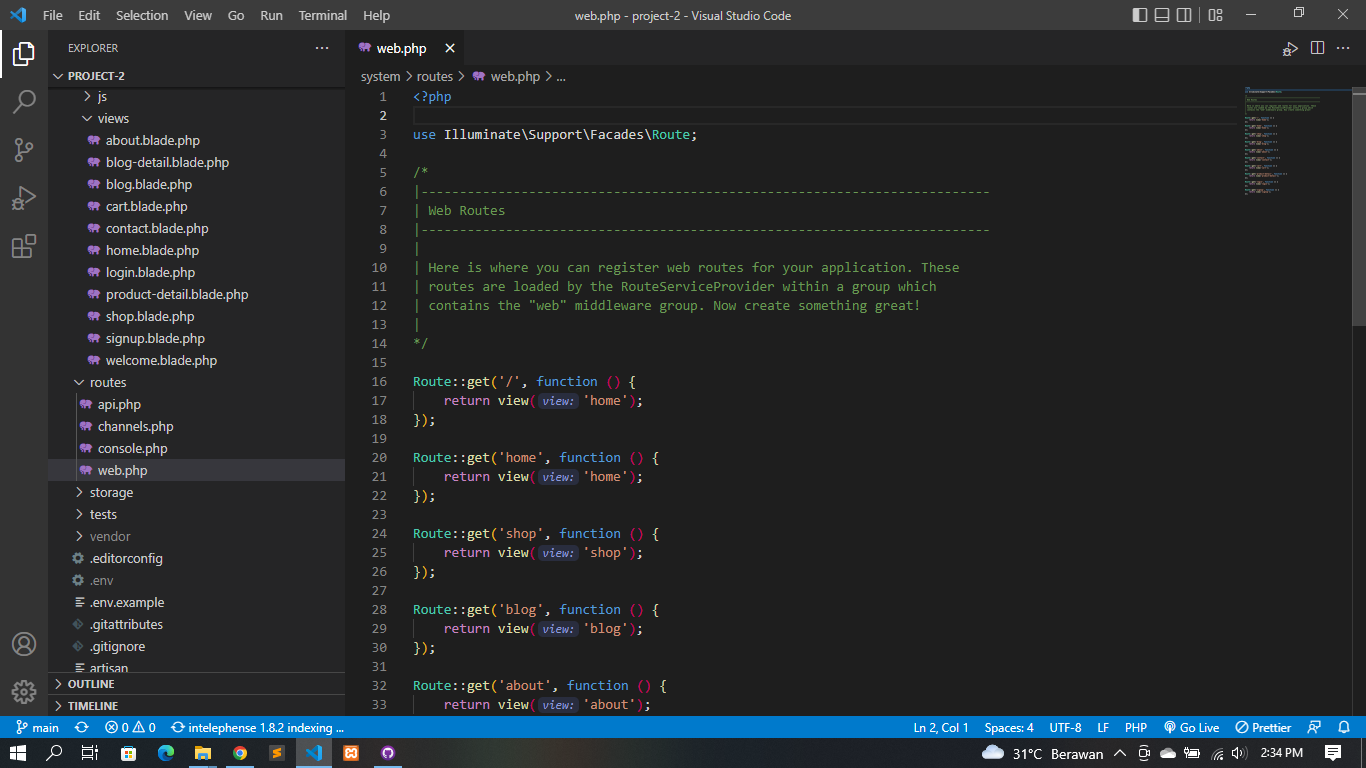 File Edit Selection View Go Run Terminal Help
web.php - project-2 - Visual Studio Code
EXPLORER
PROJECT-2
js
views
about.blade.php
blog-detail.blade.php
blog.blade.php
cart.blade.php
contact.blade.php
home.blade.php
login.blade.php
product-detail.blade.php
shop.blade.php
signup.blade.php
welcome.blade.php
routes
api.php
channels.php
console.php
web.php
storage
tests
vendor
.editorconfig
.env
.env.example
.gitattributes
.gitignore
artisan
OUTLINE
TIMELINE
web.php
system > routes > web.php > ...
1 <?php
2
3 use Illuminate\Support\Facades\Route;
4
5 /*
6 |--------------------------------------------------------------------------
7 | Web Routes
8 |--------------------------------------------------------------------------
9 |
10 | Here is where you can register web routes for your application. These
11 | routes are loaded by the RouteServiceProvider within a group which
12 | contains the "web" middleware group. Now create something great!
13 |
14 */
15
16 Route::get('/', function () {
17 return view(view: 'home');
18 });
19
20 Route::get('home', function () {
21 return view(view: 'home');
22 });
23
24 Route::get('shop', function () {
25 return view(view: 'shop');
26 });
27
28 Route::get('blog', function () {
29 return view(view: 'blog');
30 });
31
32 Route::get('about', function () {
33 return view(view: 'about');
main 0 0 intelephense 1.8.2 indexing ... Ln 2, Col 1 Spaces: 4 UTF-8 LF PHP Go Live Prettier
31°C Berawan 2:34 PM